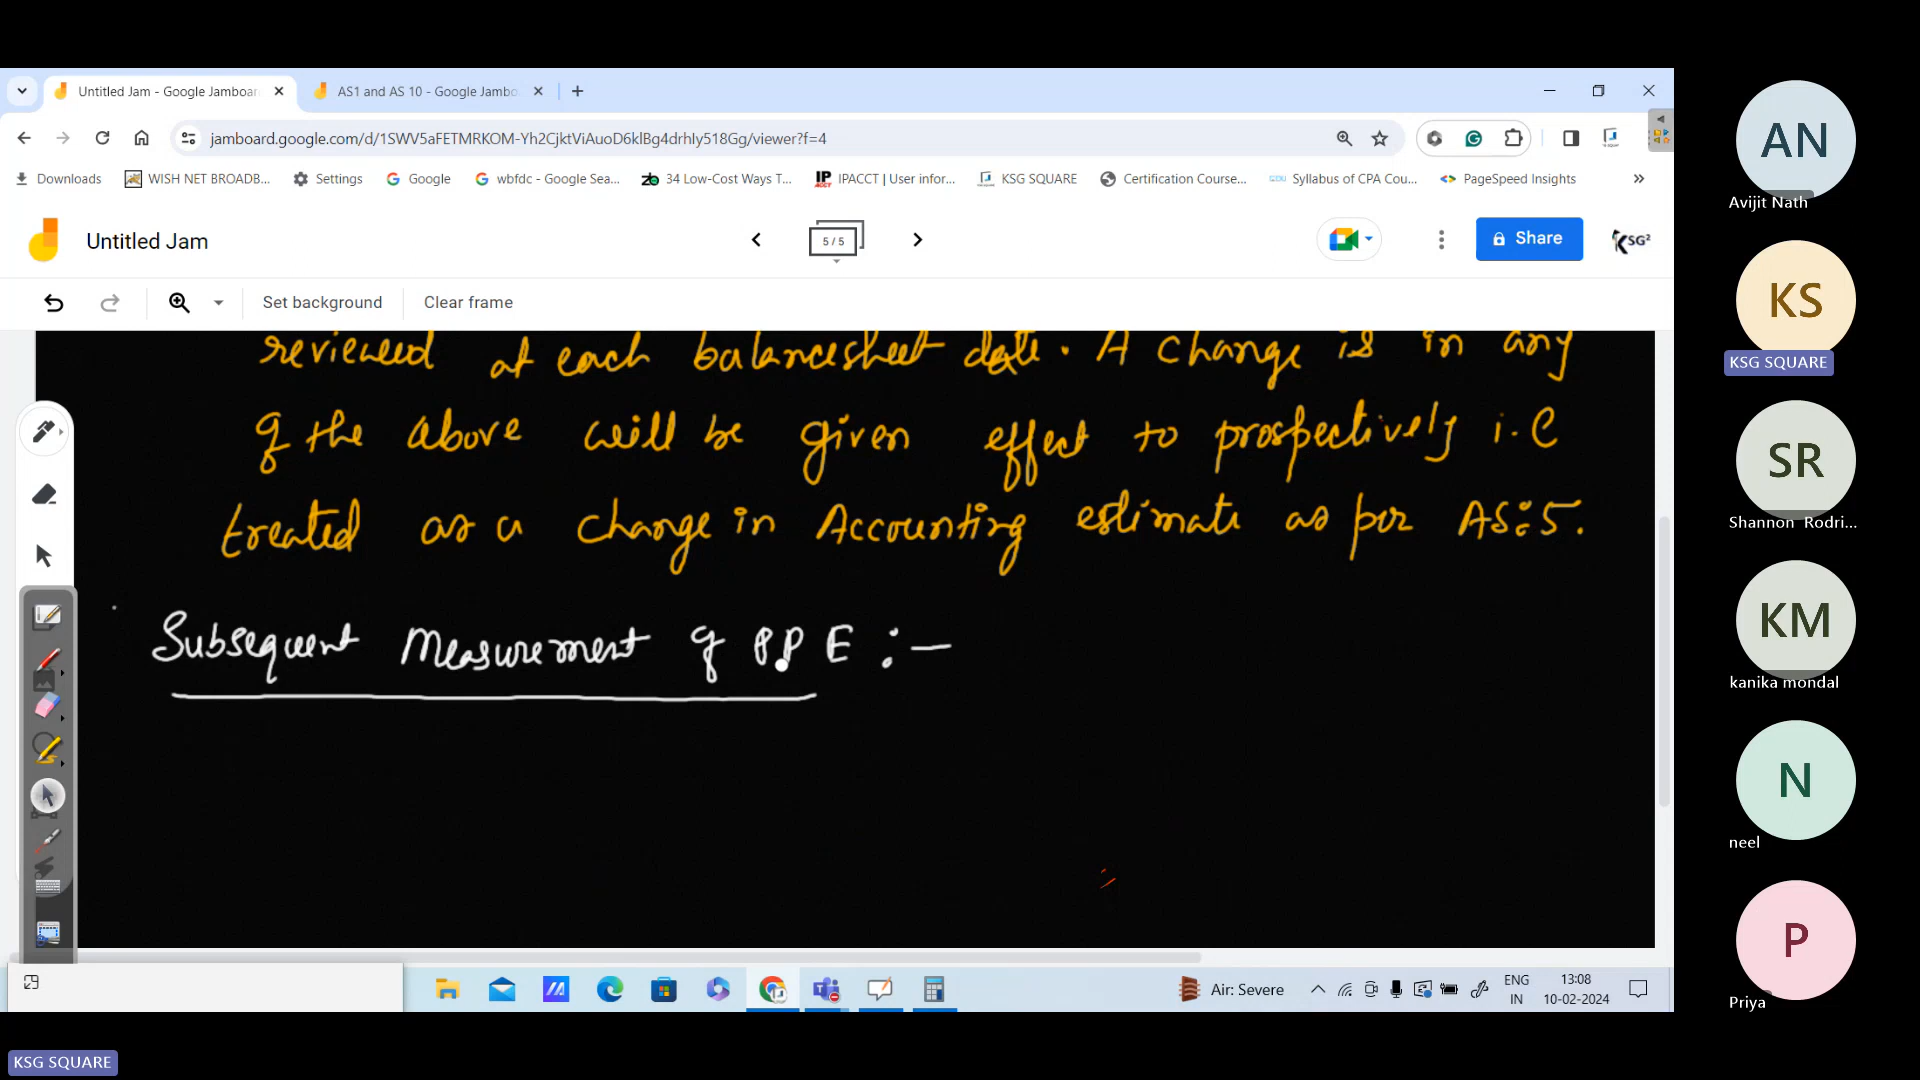 Untitled Jam - Google Jamboar
AS1 and AS 10 - Google Jambo
jamboard.google.com/d/1SWV5aFETMRKOM-Yh2CjktViAuoD6klBg4drhIy518Gg/viewer?f=4
Downloads
WISH NET BROADB...
Settings
Google
wbfdc - Google Sea...
34 Low-Cost Ways T...
IPACCT | User infor...
KSG SQUARE
Certification Course...
Syllabus of CPA Cou...
PageSpeed Insights
Untitled Jam
5 / 5
Share
KSG²
Set background
Clear frame
reviewed at each balancesheet date. A change is in any
of the above will be given effect to prospectively i.e
treated as a change in Accounting estimate as per AS:5.
Subsequent Measurement of PPE :-
Air: Severe
ENG
IN
13:08
10-02-2024
AN
Avijit Nath
KS
KSG SQUARE
SR
Shannon Rodri...
KM
kanika mondal
N
neel
P
Priya
KSG SQUARE